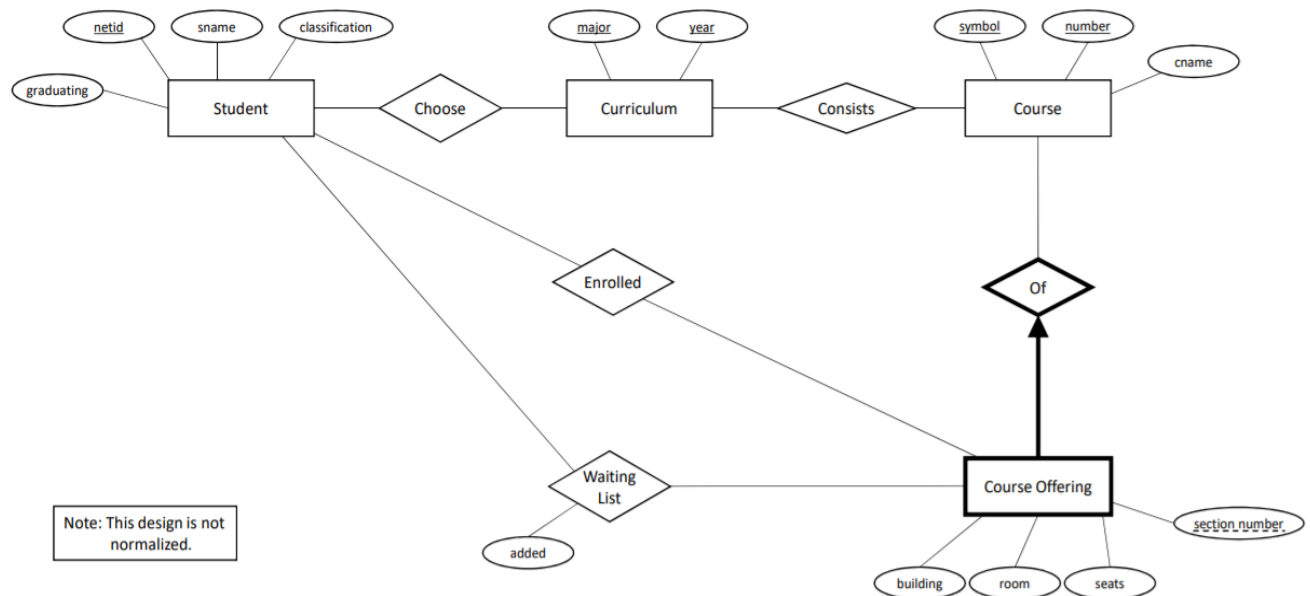 netid
sname
classification
major
year
symbol
number
cname
graduating
Student
Choose
Curriculum
Consists
Course
Enrolled
Of
Waiting
List
Course Offering
Note: This design is not
normalized.
added
section number
building
room
seats